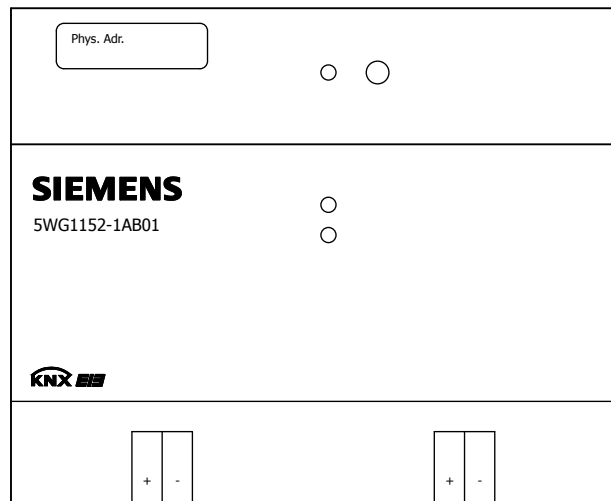 Phys. Adr.
SIEMENS
5WG1152-1AB01
KNX EIB
+ - + -